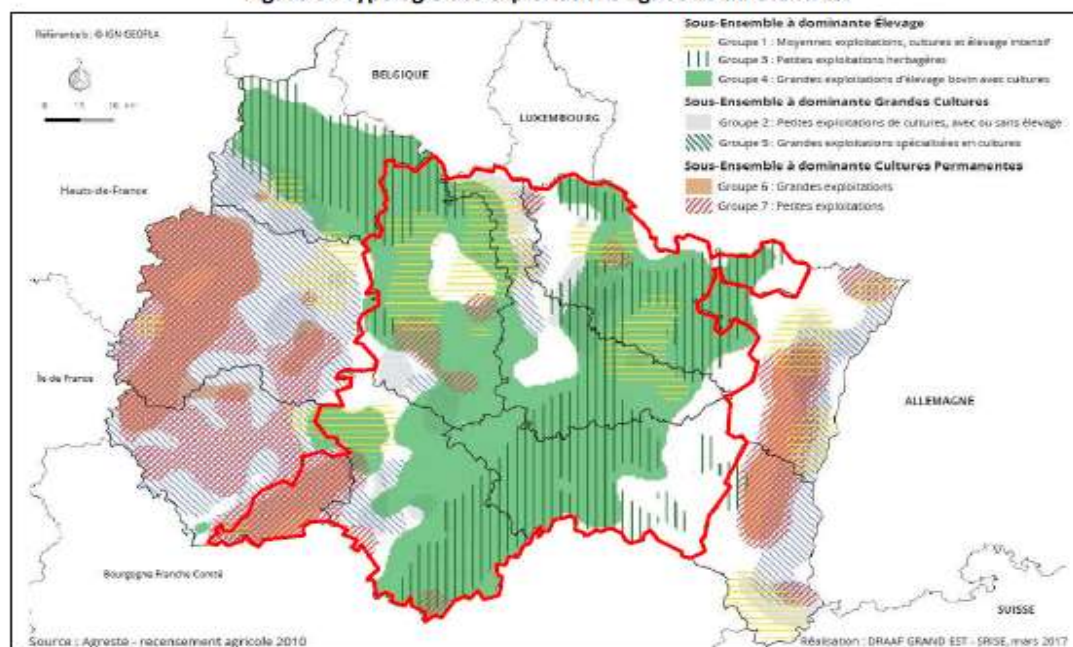 Référentiels : © IGN-GEOFLA
BELGIQUE
LUXEMBOURG
Hauts-de-France
Île de France
ALLEMAGNE
Bourgogne Franche Comté
SUISSE
Sous-Ensemble à dominante Élevage
Groupe 1 : Moyennes exploitations, cultures et élevage intensif
Groupe 3 : Petites exploitations herbagères
Groupe 4 : Grandes exploitations d'élevage bovin avec cultures
Sous-Ensemble à dominante Grandes Cultures
Groupe 2 : Petites exploitations de cultures, avec ou sans élevage
Groupe 5 : Grandes exploitations spécialisées en cultures
Sous-Ensemble à dominante Cultures Permanentes
Groupe 6 : Grandes exploitations
Groupe 7 : Petites exploitations
Source : Agreste - recensement agricole 2010
Réalisation : DRAAF GRAND EST - SRISE, mars 2017